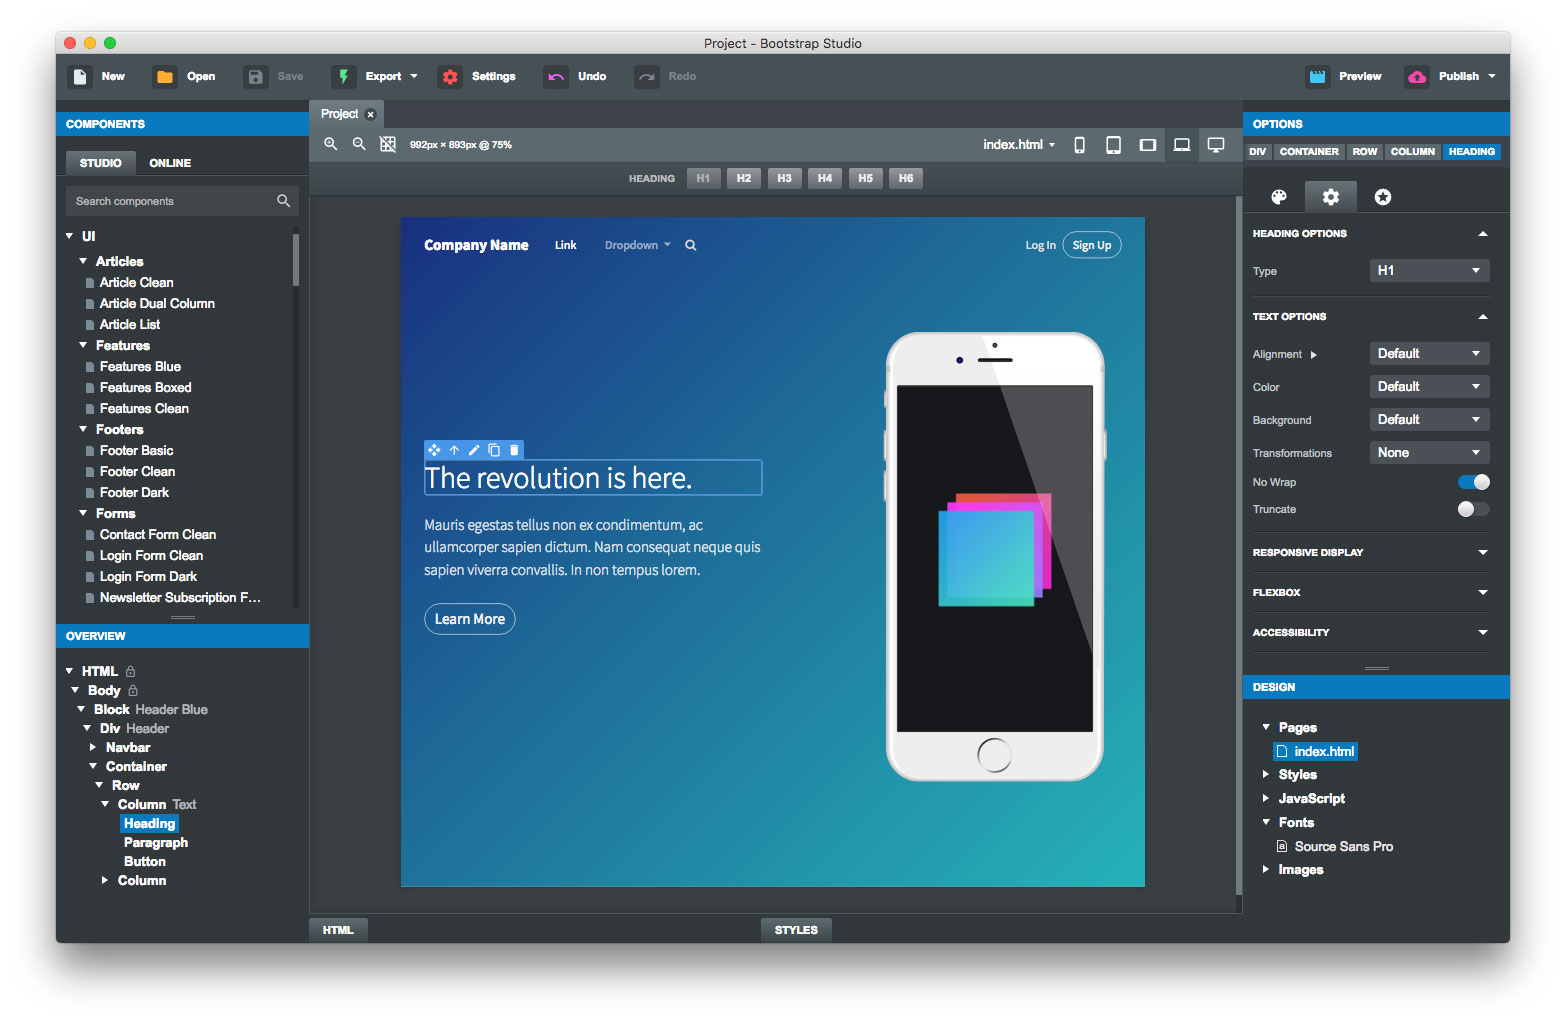 Project - Bootstrap Studio
New Open Save Export Settings Undo Redo Preview Publish
COMPONENTS
STUDIO ONLINE
Search components
UI
Articles
Article Clean
Article Dual Column
Article List
Features
Features Blue
Features Boxed
Features Clean
Footers
Footer Basic
Footer Clean
Footer Dark
Forms
Contact Form Clean
Login Form Clean
Login Form Dark
Newsletter Subscription F...
OVERVIEW
HTML
Body
Block Header Blue
Div Header
Navbar
Container
Row
Column Text
Heading
Paragraph
Button
Column
Project
992px × 893px @ 75%
index.html
HEADING H1 H2 H3 H4 H5 H6
Company Name Link Dropdown Log In Sign Up
The revolution is here.
Mauris egestas tellus non ex condimentum, ac
ullamcorper sapien dictum. Nam consequat neque quis
sapien viverra convallis. In non tempus lorem.
Learn More
HTML STYLES
OPTIONS
DIV CONTAINER ROW COLUMN HEADING
HEADING OPTIONS
Type H1
TEXT OPTIONS
Alignment Default
Color Default
Background Default
Transformations None
No Wrap
Truncate
RESPONSIVE DISPLAY
FLEXBOX
ACCESSIBILITY
DESIGN
Pages
index.html
Styles
JavaScript
Fonts
Source Sans Pro
Images